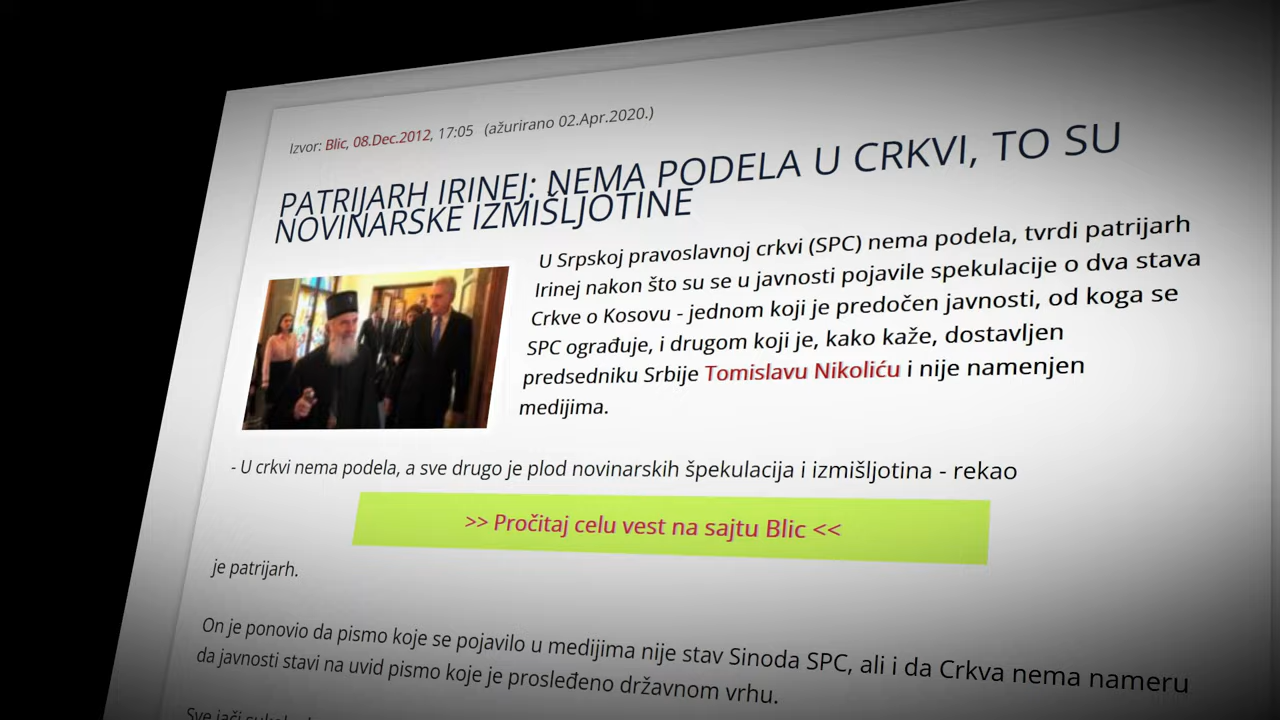 Izvor: Blic, 08.Dec.2012, 17:05 (ažurirano 02.Apr.2020.)
PATRIJARH IRINEJ: NEMA PODELA U CRKVI, TO SU
NOVINARSKE IZMIŠLJOTINE
U Srpskoj pravoslavnoj crkvi (SPC) nema podela, tvrdi patrijarh
Irinej nakon što su se u javnosti pojavile spekulacije o dva stava
Crkve o Kosovu - jednom koji je predočen javnosti, od koga se
SPC ograđuje, i drugom koji je, kako kaže, dostavljen
predsedniku Srbije Tomislavu Nikoliću i nije namenjen
medijima.
- U crkvi nema podela, a sve drugo je plod novinarskih špekulacija i izmišljotina - rekao
>> Pročitaj celu vest na sajtu Blic <<
je patrijarh.
On je ponovio da pismo koje se pojavilo u medijima nije stav Sinoda SPC, ali i da Crkva nema nameru
da javnosti stavi na uvid pismo koje je prosleđeno državnom vrhu.
Sve jači